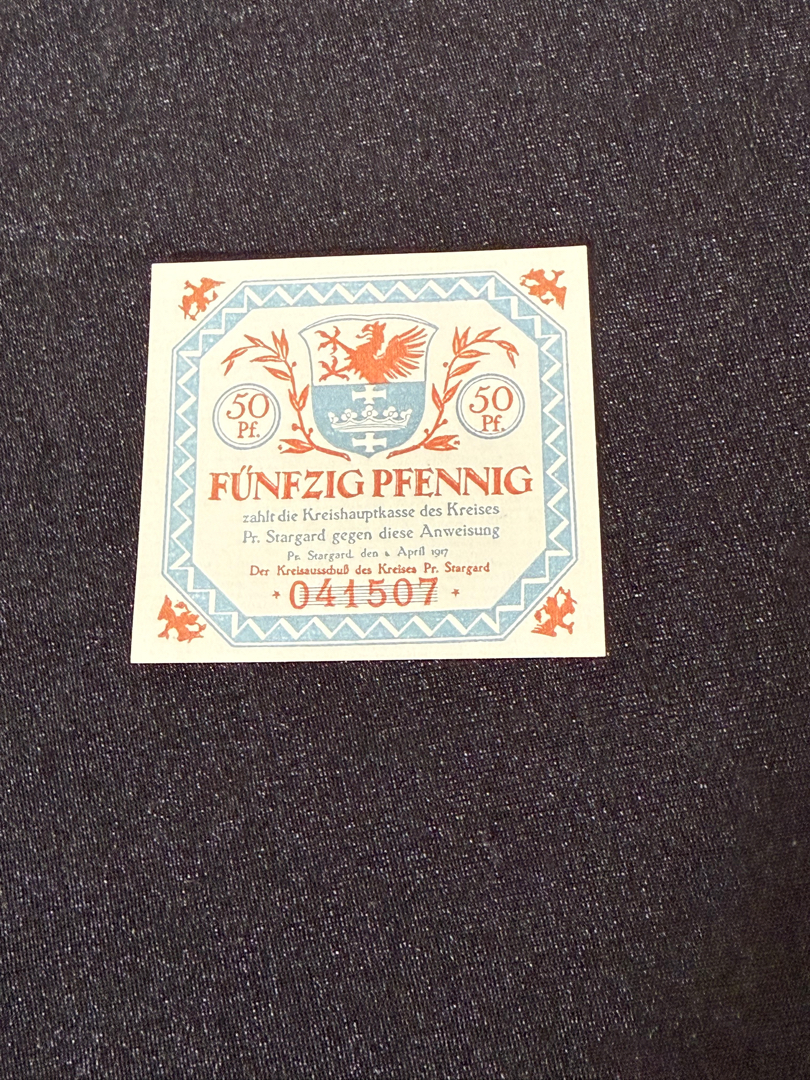 50 Pf.
50 Pf.
FÜNFZIG PFENNIG
zahlt die Kreishauptkasse des Kreises
Pr. Stargard gegen diese Anweisung
Pr. Stargard, den 1. April 1917
Der Kreisausschuß des Kreises Pr. Stargard
* 041507 *